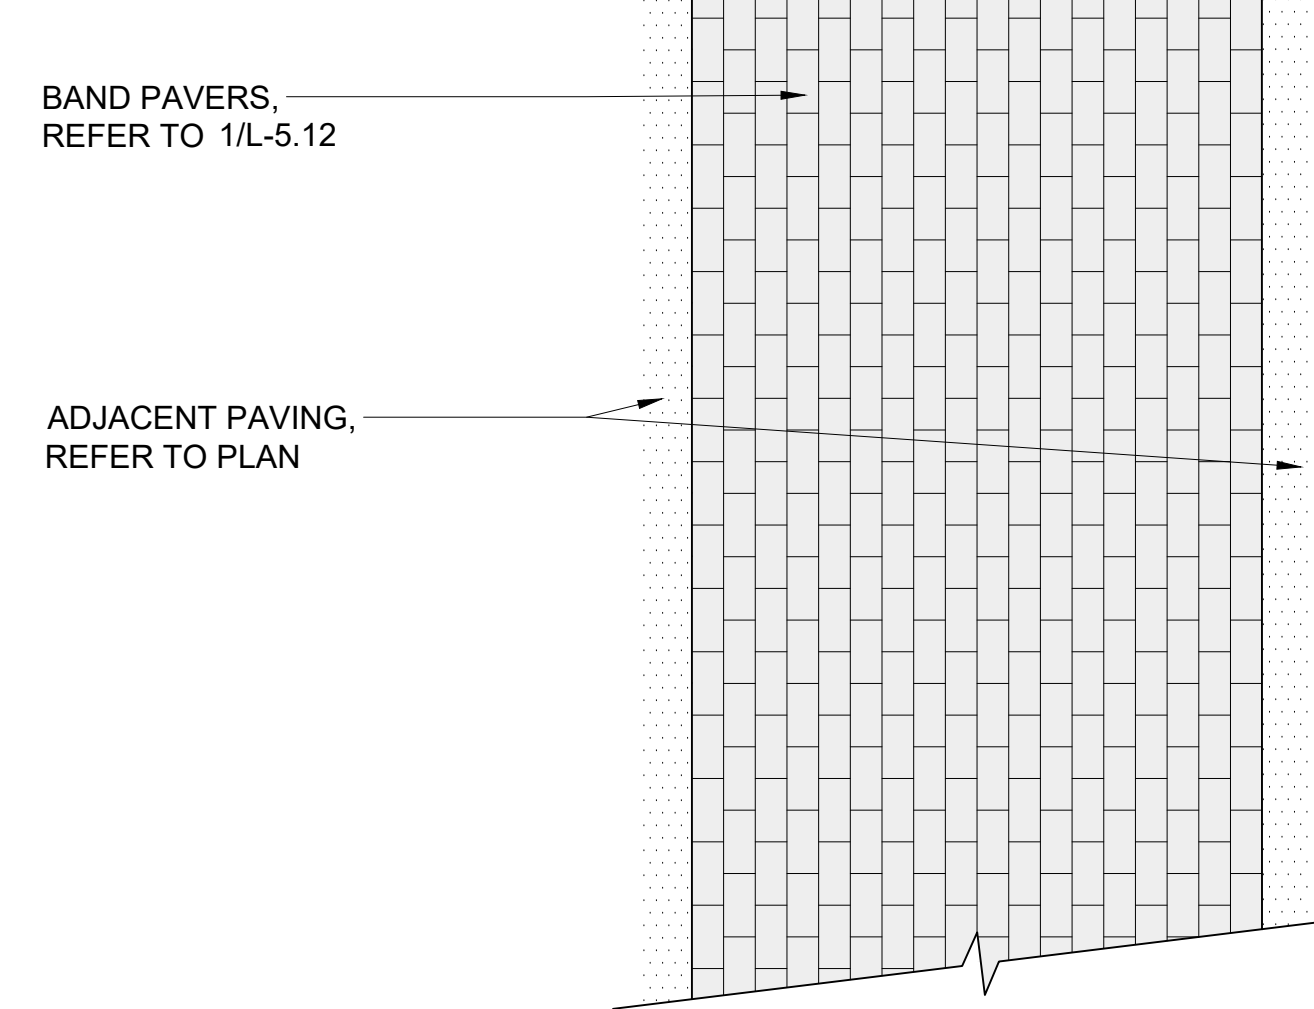 BAND PAVERS,
REFER TO 1/L-5.12
ADJACENT PAVING,
REFER TO PLAN